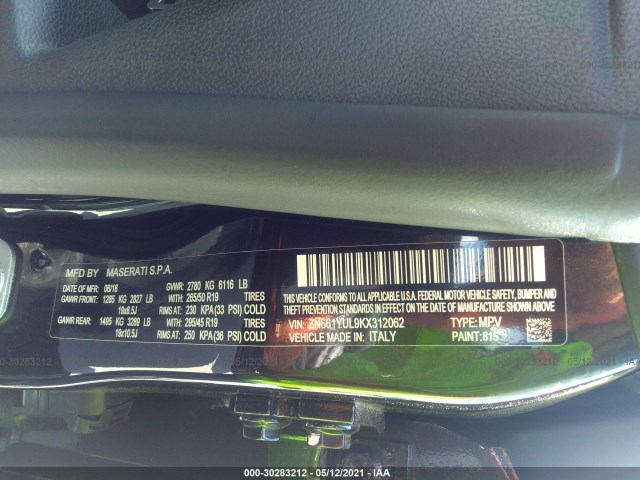 MFD BY MASERATI S.P.A.
DATE OF MFR: 06/18 GVWR: 2780 KG 6116 LB
GAWR FRONT: 1285 KG 2827 LB WITH: 265/50 R19 TIRES
19x8.5J RIMS AT: 230 KPA (33 PSI) COLD
GAWR REAR: 1495 KG 3289 LB WITH: 295/45 R19 TIRES
19x10.5J RIMS AT: 250 KPA (36 PSI) COLD
THIS VEHICLE CONFORMS TO ALL APPLICABLE U.S.A. FEDERAL MOTOR VEHICLE SAFETY, BUMPER AND
THEFT PREVENTION STANDARDS IN EFFECT ON THE DATE OF MANUFACTURE SHOWN ABOVE.
VIN: ZN661YUL9KX312062 TYPE: MPV
VEHICLE MADE IN: ITALY PAINT: 815
000-30283212 - 05/12/2021 - IAA